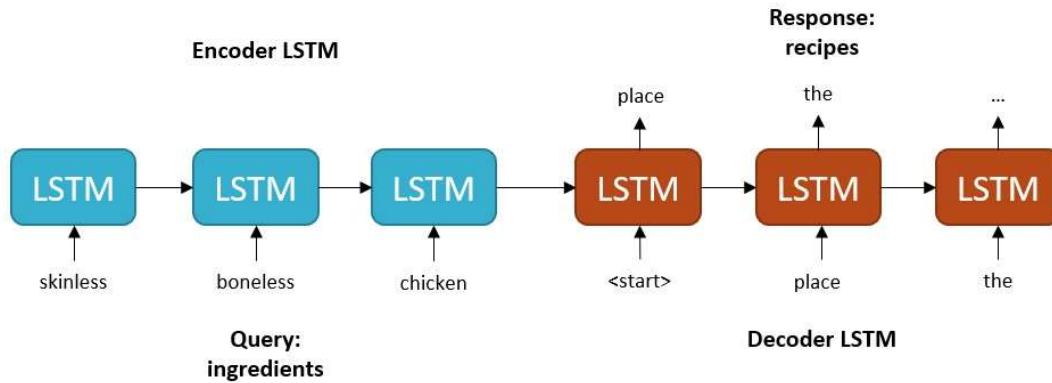 Encoder LSTM
Response:
recipes
place
the
...
LSTM
LSTM
LSTM
LSTM
LSTM
LSTM
skinless
boneless
chicken
<start>
place
the
Query:
ingredients
Decoder LSTM